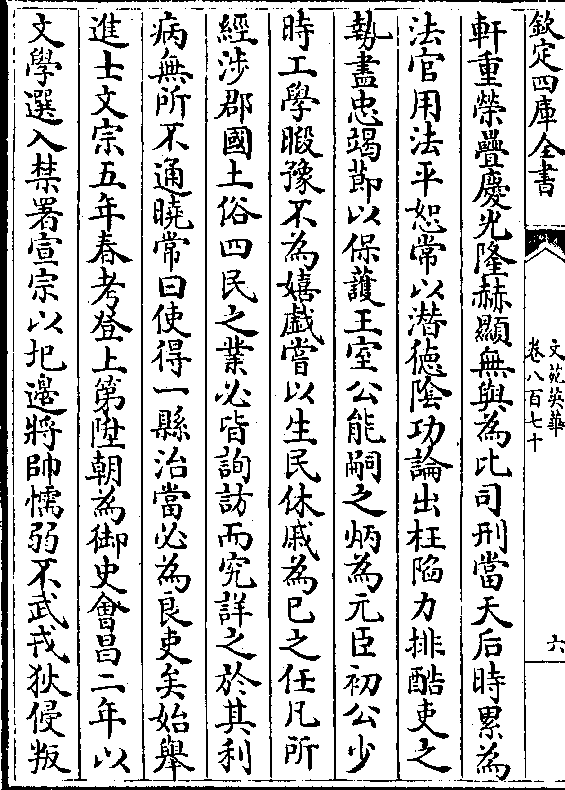 欽定四庫全書
文苑英華
卷八百七十
六
軒重榮疊慶光隆赫顯無與為比司刑當天后時累為
法官用法平恕常以潛徳陰功論出枉陷力排酷吏之
埶盡忠竭節以保護王室公能嗣之炳為元臣初公少
時工學暇豫不為嬉戲嘗以生民休戚為已之任凡所
經涉郡國土俗四民之業必皆詢訪而究詳之於其利
病無所不通曉常曰使得一縣治當必為良吏矣始舉
進士文宗五年春考登上第陞朝為御史會昌二年以
文學選入禁署宣宗以圯邉將帥懦弱不武戎狄侵叛